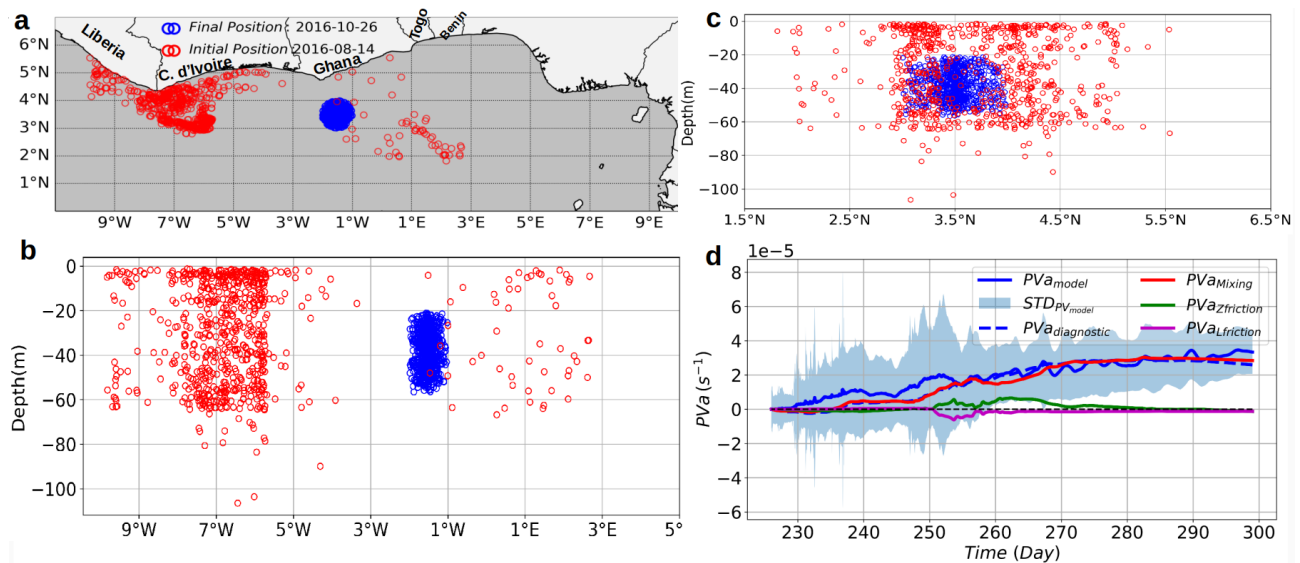 a
Final Position 2016-10-26
Initial Position 2016-08-14
Liberia
C. d'Ivoire
Ghana
Togo
Benin
6°N
5°N
4°N
3°N
2°N
1°N
9°W 7°W 5°W 3°W 1°W 1°E 3°E 5°E 7°E 9°E
c
Depth(m)
0
−20
−40
−60
−80
−100
1.5°N 2.5°N 3.5°N 4.5°N 5.5°N 6.5°N
b
Depth(m)
0
−20
−40
−60
−80
−100
9°W 7°W 5°W 3°W 1°W 1°E 3°E 5°
d
1e−5
PVa_model
STD_PV_model
PVa_diagnostic
PVa_Mixing
PVa_Zfriction
PVa_Lfriction
PVa (s⁻¹)
8
6
4
2
0
−2
−4
−6
230 240 250 260 270 280 290 300
Time (Day)